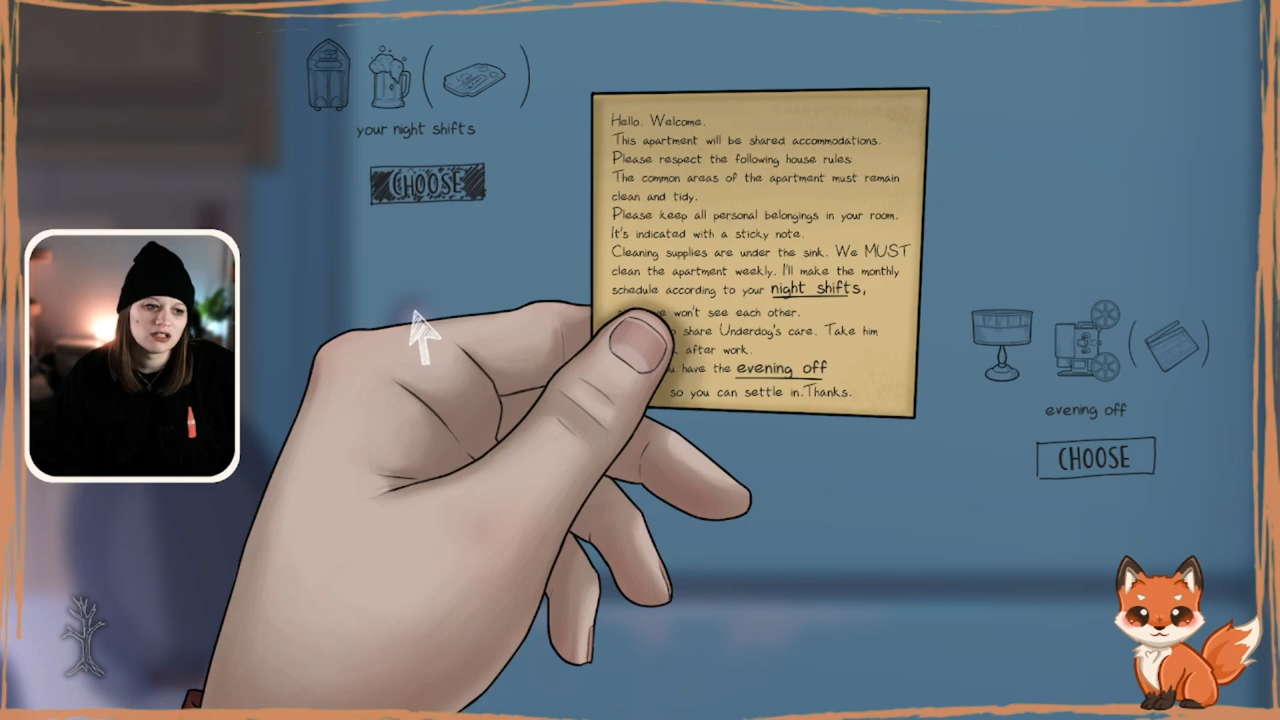 your night shifts
CHOOSE
Hello. Welcome.
This apartment will be shared accommodations.
Please respect the following house rules:
The common areas of the apartment must remain
clean and tidy.
Please keep all personal belongings in your room.
It's indicated with a sticky note.
Cleaning supplies are under the sink. We MUST
clean the apartment weekly. I'll make the monthly
schedule according to your night shifts,
won't see each other.
share Underdog's care. Take him
after work.
have the evening off
so you can settle in. Thanks.
evening off
CHOOSE